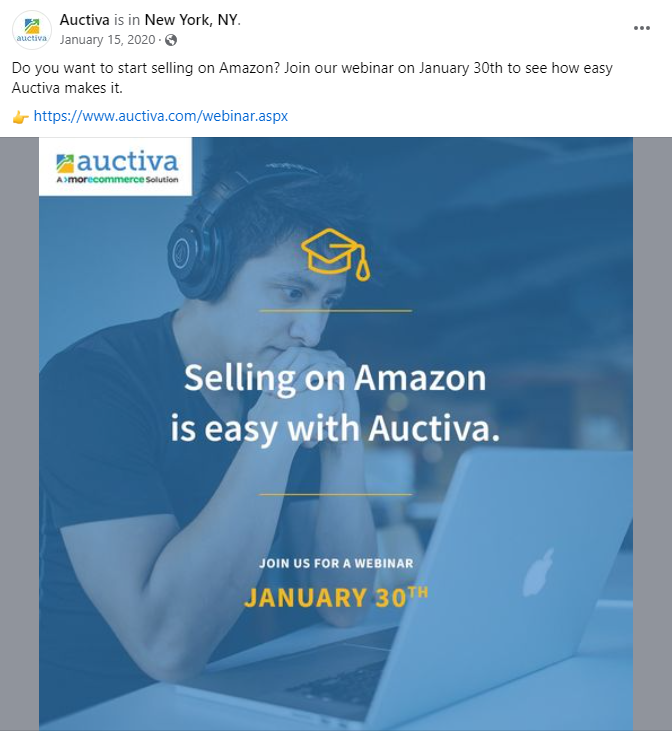 Auctiva is in New York, NY.
January 15, 2020 ·
Do you want to start selling on Amazon? Join our webinar on January 30th to see how easy
Auctiva makes it.
👉 https://www.auctiva.com/webinar.aspx
auctiva
auctiva
A >morecommerce Solution
Selling on Amazon
is easy with Auctiva.
JOIN US FOR A WEBINAR
JANUARY 30TH